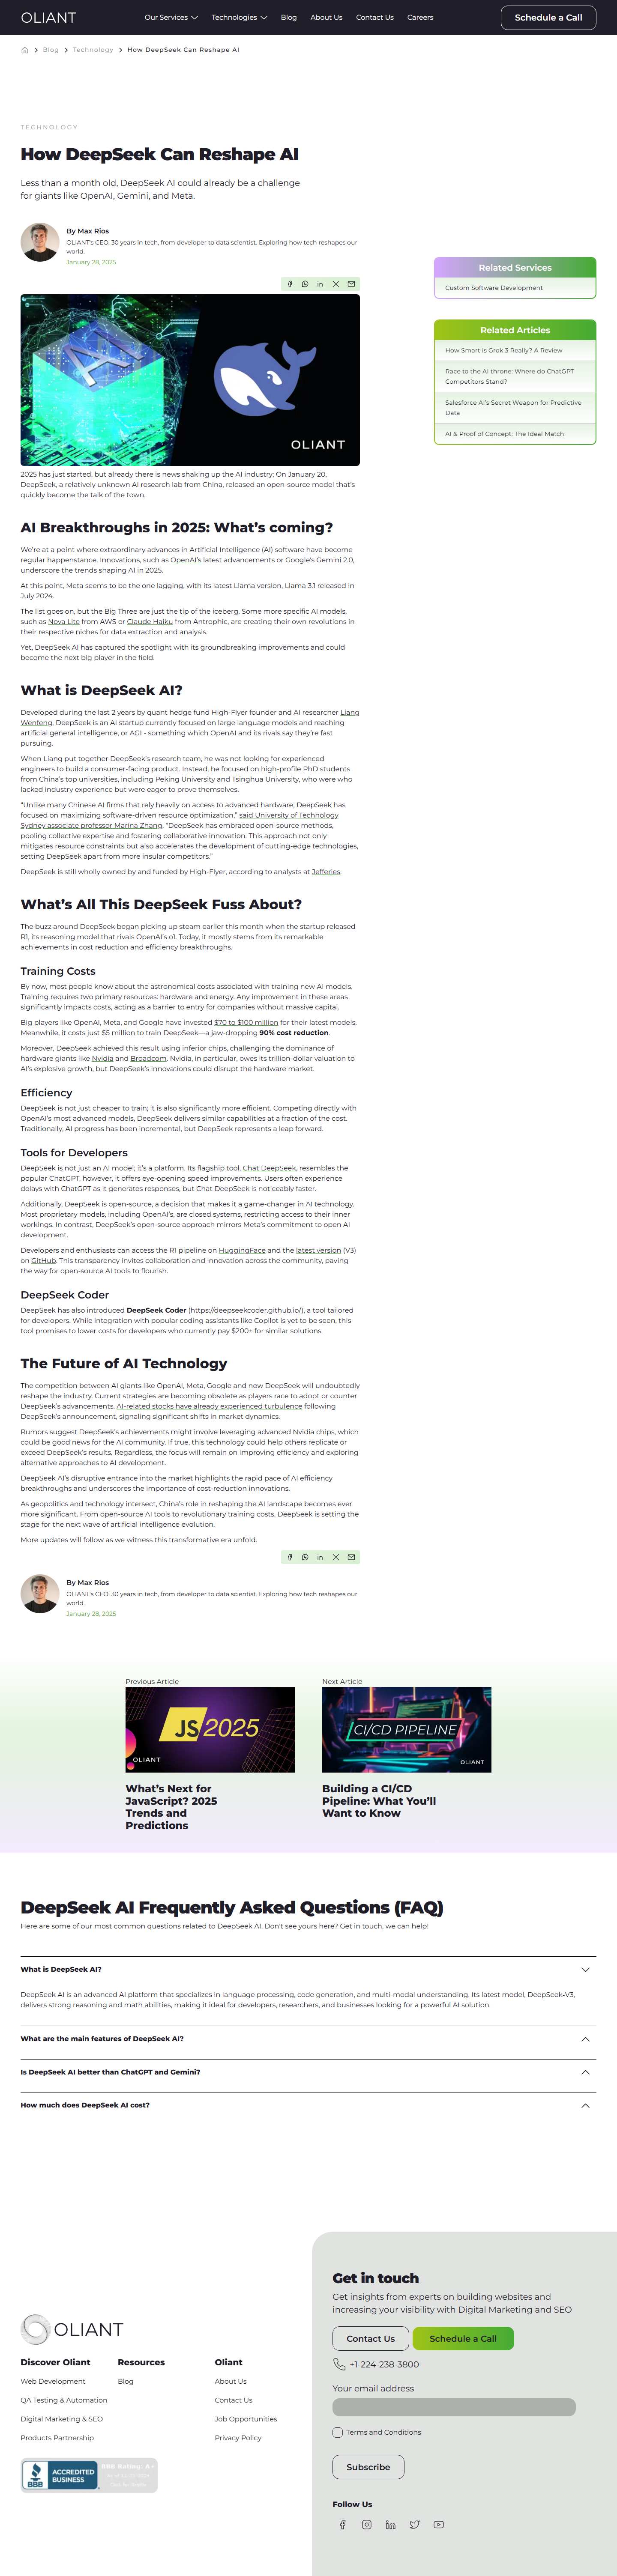 OLIANT
Our Services
Technologies
Blog
About Us
Contact Us
Careers
Schedule a Call
Blog
Technology
How DeepSeek Can Reshape AI
TECHNOLOGY
How DeepSeek Can Reshape AI
Less than a month old, DeepSeek AI could already be a challenge
for giants like OpenAI, Gemini, and Meta.
By Max Rios
OLIANT's CEO. 30 years in tech, from developer to data scientist. Exploring how tech reshapes our
world.
January 28, 2025
Related Services
Custom Software Development
Related Articles
How Smart is Grok 3 Really? A Review
Race to the AI throne: Where do ChatGPT
Competitors Stand?
Salesforce AI's Secret Weapon for Predictive
Data
AI & Proof of Concept: The Ideal Match
AI
OLIANT
2025 has just started, but already there is news shaking up the AI industry; On January 20,
DeepSeek, a relatively unknown AI research lab from China, released an open-source model that's
quickly become the talk of the town.
AI Breakthroughs in 2025: What's coming?
We're at a point where extraordinary advances in Artificial Intelligence (AI) software have become
regular happenstance. Innovations, such as OpenAI's latest advancements or Google's Gemini 2.0,
underscore the trends shaping AI in 2025.
At this point, Meta seems to be the one lagging, with its latest Llama version, Llama 3.1 released in
July 2024.
The list goes on, but the Big Three are just the tip of the iceberg. Some more specific AI models,
such as Nova Lite from AWS or Claude Haiku from Antrophic, are creating their own revolutions in
their respective niches for data extraction and analysis.
Yet, DeepSeek AI has captured the spotlight with its groundbreaking improvements and could
become the next big player in the field.
What is DeepSeek AI?
Developed during the last 2 years by quant hedge fund High-Flyer founder and AI researcher Liang
Wenfeng, DeepSeek is an AI startup currently focused on large language models and reaching
artificial general intelligence, or AGI - something which OpenAI and its rivals say they're fast
pursuing.
When Liang put together DeepSeek's research team, he was not looking for experienced
engineers to build a consumer-facing product. Instead, he focused on high-profile PhD students
from China's top universities, including Peking University and Tsinghua University, who were who
lacked industry experience but were eager to prove themselves.
"Unlike many Chinese AI firms that rely heavily on access to advanced hardware, DeepSeek has
focused on maximizing software-driven resource optimization," said University of Technology
Sydney associate professor Marina Zhang. "DeepSeek has embraced open-source methods,
pooling collective expertise and fostering collaborative innovation. This approach not only
mitigates resource constraints but also accelerates the development of cutting-edge technologies,
setting DeepSeek apart from more insular competitors."
DeepSeek is still wholly owned by and funded by High-Flyer, according to analysts at Jefferies.
What's All This DeepSeek Fuss About?
The buzz around DeepSeek began picking up steam earlier this month when the startup released
R1, its reasoning model that rivals OpenAI's o1. Today, it mostly stems from its remarkable
achievements in cost reduction and efficiency breakthroughs.
Training Costs
By now, most people know about the astronomical costs associated with training new AI models.
Training requires two primary resources: hardware and energy. Any improvement in these areas
significantly impacts costs, acting as a barrier to entry for companies without massive capital.
Big players like OpenAI, Meta, and Google have invested $70 to $100 million for their latest models.
Meanwhile, it costs just $5 million to train DeepSeek—a jaw-dropping 90% cost reduction.
Moreover, DeepSeek achieved this result using inferior chips, challenging the dominance of
hardware giants like Nvidia and Broadcom. Nvidia, in particular, owes its trillion-dollar valuation to
AI's explosive growth, but DeepSeek's innovations could disrupt the hardware market.
Efficiency
DeepSeek is not just cheaper to train; it is also significantly more efficient. Competing directly with
OpenAI's most advanced models, DeepSeek delivers similar capabilities at a fraction of the cost.
Traditionally, AI progress has been incremental, but DeepSeek represents a leap forward.
Tools for Developers
DeepSeek is not just an AI model; it's a platform. Its flagship tool, Chat DeepSeek, resembles the
popular ChatGPT, however, it offers eye-opening speed improvements. Users often experience
delays with ChatGPT as it generates responses, but Chat DeepSeek is noticeably faster.
Additionally, DeepSeek is open-source, a decision that makes it a game-changer in AI technology.
Most proprietary models, including OpenAI's, are closed systems, restricting access to their inner
workings. In contrast, DeepSeek's open-source approach mirrors Meta's commitment to open AI
development.
Developers and enthusiasts can access the R1 pipeline on HuggingFace and the latest version (V3)
on GitHub. This transparency invites collaboration and innovation across the community, paving
the way for open-source AI tools to flourish.
DeepSeek Coder
DeepSeek has also introduced DeepSeek Coder (https://deepseekcoder.github.io/), a tool tailored
for developers. While integration with popular coding assistants like Copilot is yet to be seen, this
tool promises to lower costs for developers who currently pay $200+ for similar solutions.
The Future of AI Technology
The competition between AI giants like OpenAI, Meta, Google and now DeepSeek will undoubtedly
reshape the industry. Current strategies are becoming obsolete as players race to adopt or counter
DeepSeek's advancements. AI-related stocks have already experienced turbulence following
DeepSeek's announcement, signaling significant shifts in market dynamics.
Rumors suggest DeepSeek's achievements might involve leveraging advanced Nvidia chips, which
could be good news for the AI community. If true, this technology could help others replicate or
exceed DeepSeek's results. Regardless, the focus will remain on improving efficiency and exploring
alternative approaches to AI development.
DeepSeek AI's disruptive entrance into the market highlights the rapid pace of AI efficiency
breakthroughs and underscores the importance of cost-reduction innovations.
As geopolitics and technology intersect, China's role in reshaping the AI landscape becomes ever
more significant. From open-source AI tools to revolutionary training costs, DeepSeek is setting the
stage for the next wave of artificial intelligence evolution.
More updates will follow as we witness this transformative era unfold.
By Max Rios
OLIANT's CEO. 30 years in tech, from developer to data scientist. Exploring how tech reshapes our
world.
January 28, 2025
Previous Article
JS 2025
OLIANT
What's Next for
JavaScript? 2025
Trends and
Predictions
Next Article
CI/CD PIPELINE
OLIANT
Building a CI/CD
Pipeline: What You'll
Want to Know
DeepSeek AI Frequently Asked Questions (FAQ)
Here are some of our most common questions related to DeepSeek AI. Don't see yours here? Get in touch, we can help!
What is DeepSeek AI?
DeepSeek AI is an advanced AI platform that specializes in language processing, code generation, and multi-modal understanding. Its latest model, DeepSeek-V3,
delivers strong reasoning and math abilities, making it ideal for developers, researchers, and businesses looking for a powerful AI solution.
What are the main features of DeepSeek AI?
Is DeepSeek AI better than ChatGPT and Gemini?
How much does DeepSeek AI cost?
OLIANT
Discover Oliant
Web Development
QA Testing & Automation
Digital Marketing & SEO
Products Partnership
Resources
Blog
Oliant
About Us
Contact Us
Job Opportunities
Privacy Policy
BBB
ACCREDITED
BUSINESS
BBB Rating: A+
Get in touch
Get insights from experts on building websites and
increasing your visibility with Digital Marketing and SEO
Contact Us
Schedule a Call
+1-224-238-3800
Your email address
Terms and Conditions
Subscribe
Follow Us